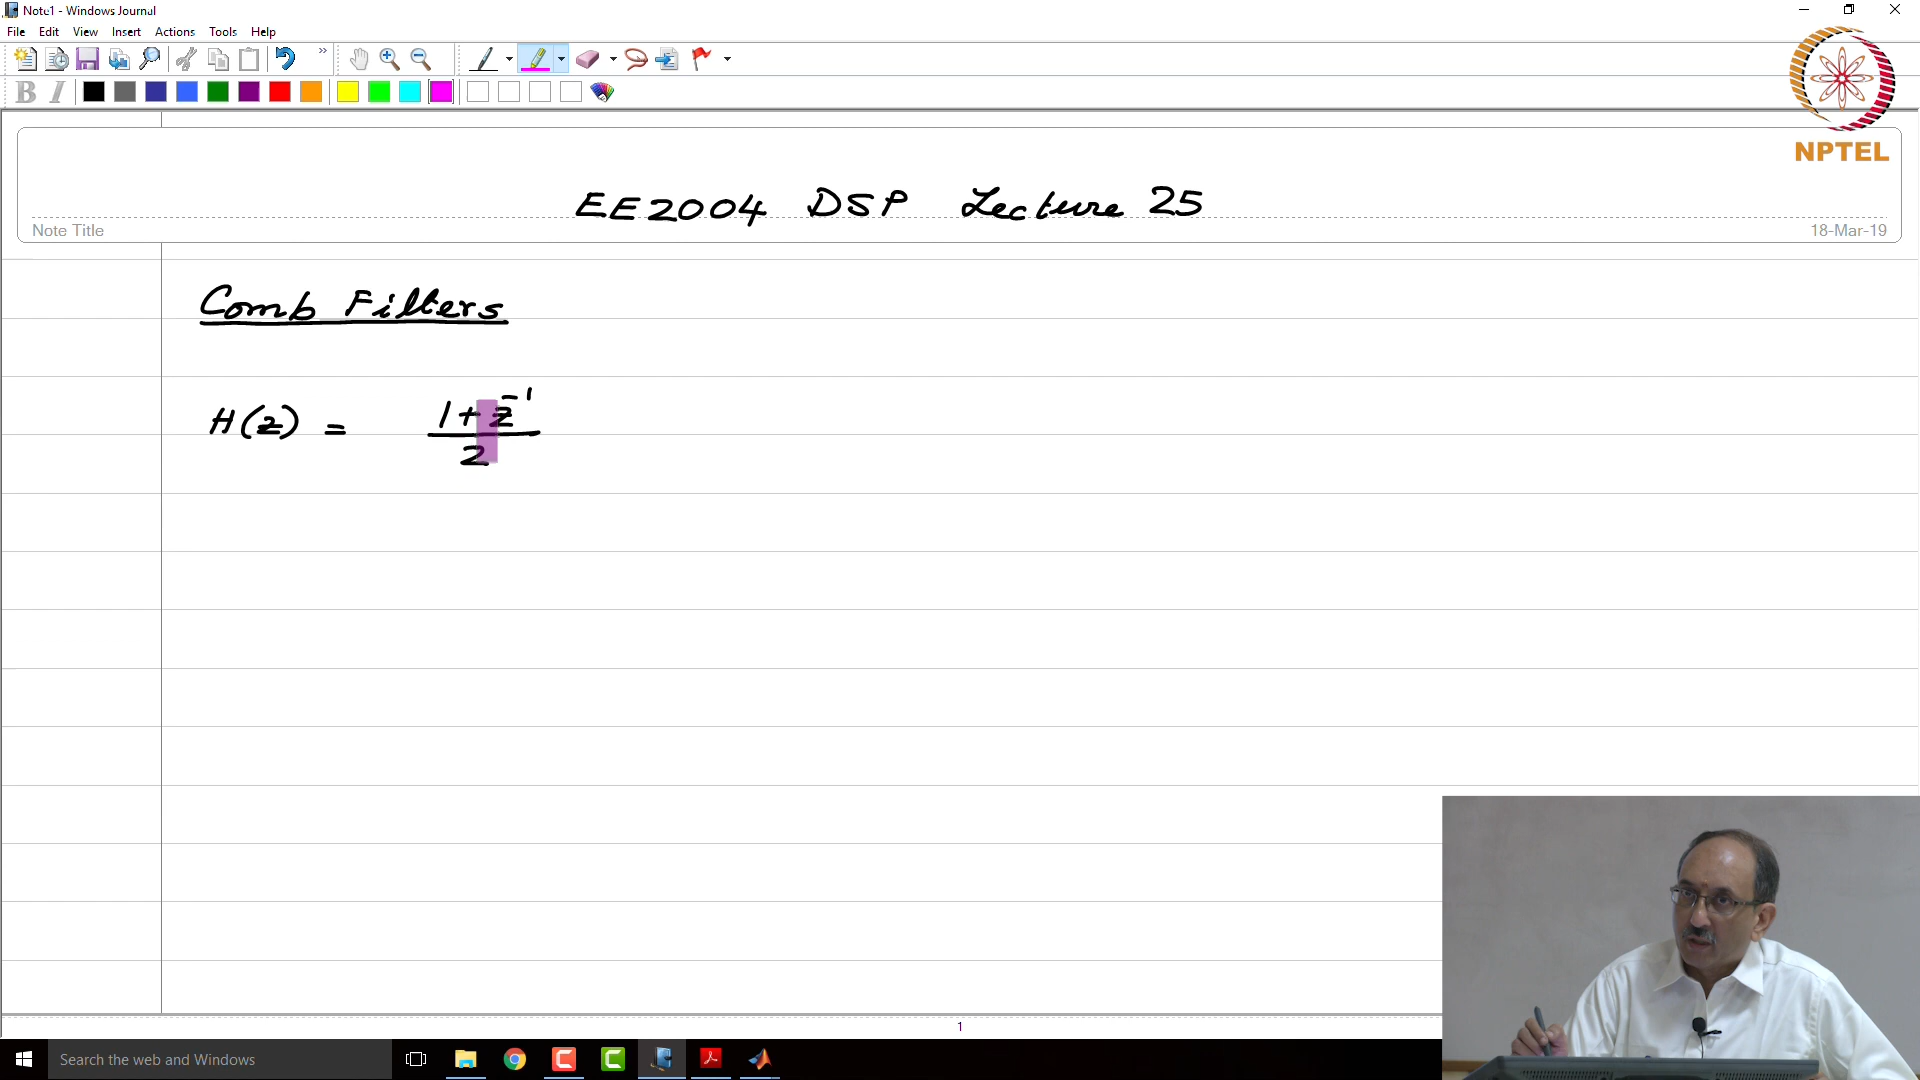 Note1 - Windows Journal
File Edit View Insert Actions Tools Help
B I
NPTEL
EE2004 DSP Lecture 25
Note Title
18-Mar-19
Comb Filters
H(z) = \frac{1 + z^{-1}}{2}
1
Search the web and Windows